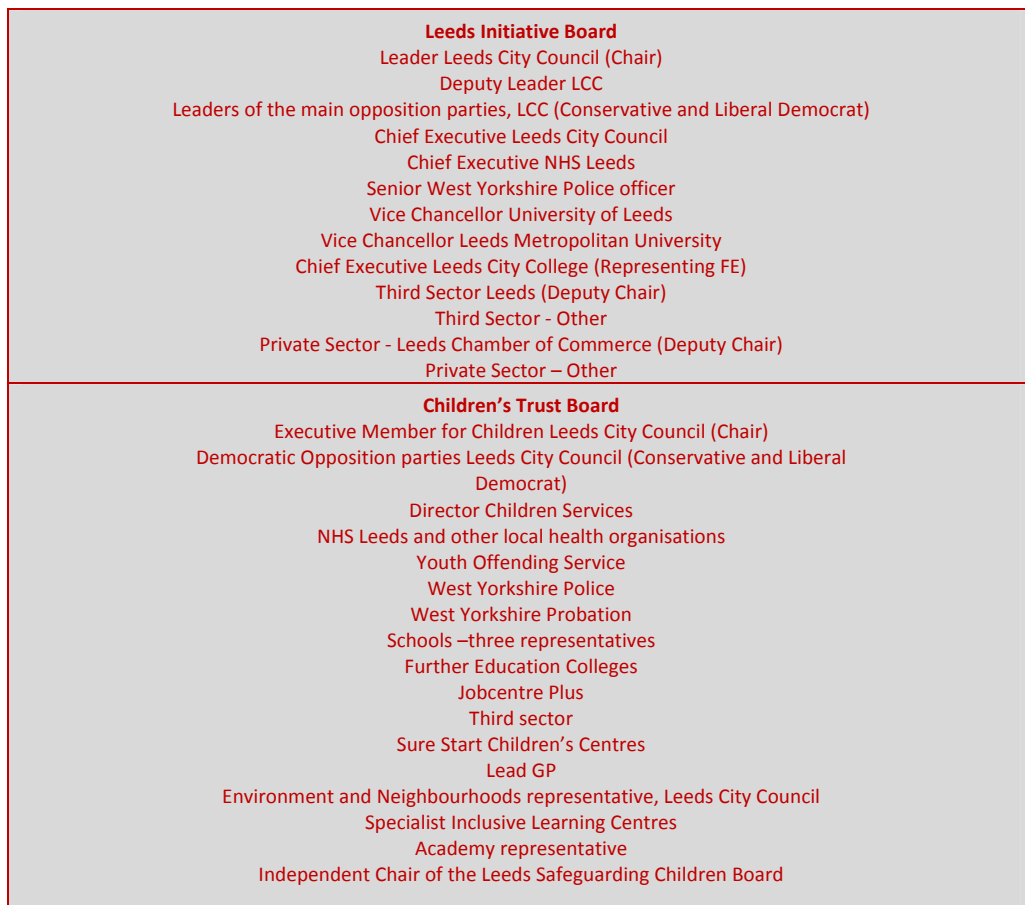 Leeds Initiative Board
Leader Leeds City Council (Chair)
Deputy Leader LCC
Leaders of the main opposition parties, LCC (Conservative and Liberal Democrat)
Chief Executive Leeds City Council
Chief Executive NHS Leeds
Senior West Yorkshire Police officer
Vice Chancellor University of Leeds
Vice Chancellor Leeds Metropolitan University
Chief Executive Leeds City College (Representing FE)
Third Sector Leeds (Deputy Chair)
Third Sector - Other
Private Sector - Leeds Chamber of Commerce (Deputy Chair)
Private Sector – Other
Children’s Trust Board
Executive Member for Children Leeds City Council (Chair)
Democratic Opposition parties Leeds City Council (Conservative and Liberal
Democrat)
Director Children Services
NHS Leeds and other local health organisations
Youth Offending Service
West Yorkshire Police
West Yorkshire Probation
Schools –three representatives
Further Education Colleges
Jobcentre Plus
Third sector
Sure Start Children’s Centres
Lead GP
Environment and Neighbourhoods representative, Leeds City Council
Specialist Inclusive Learning Centres
Academy representative
Independent Chair of the Leeds Safeguarding Children Board